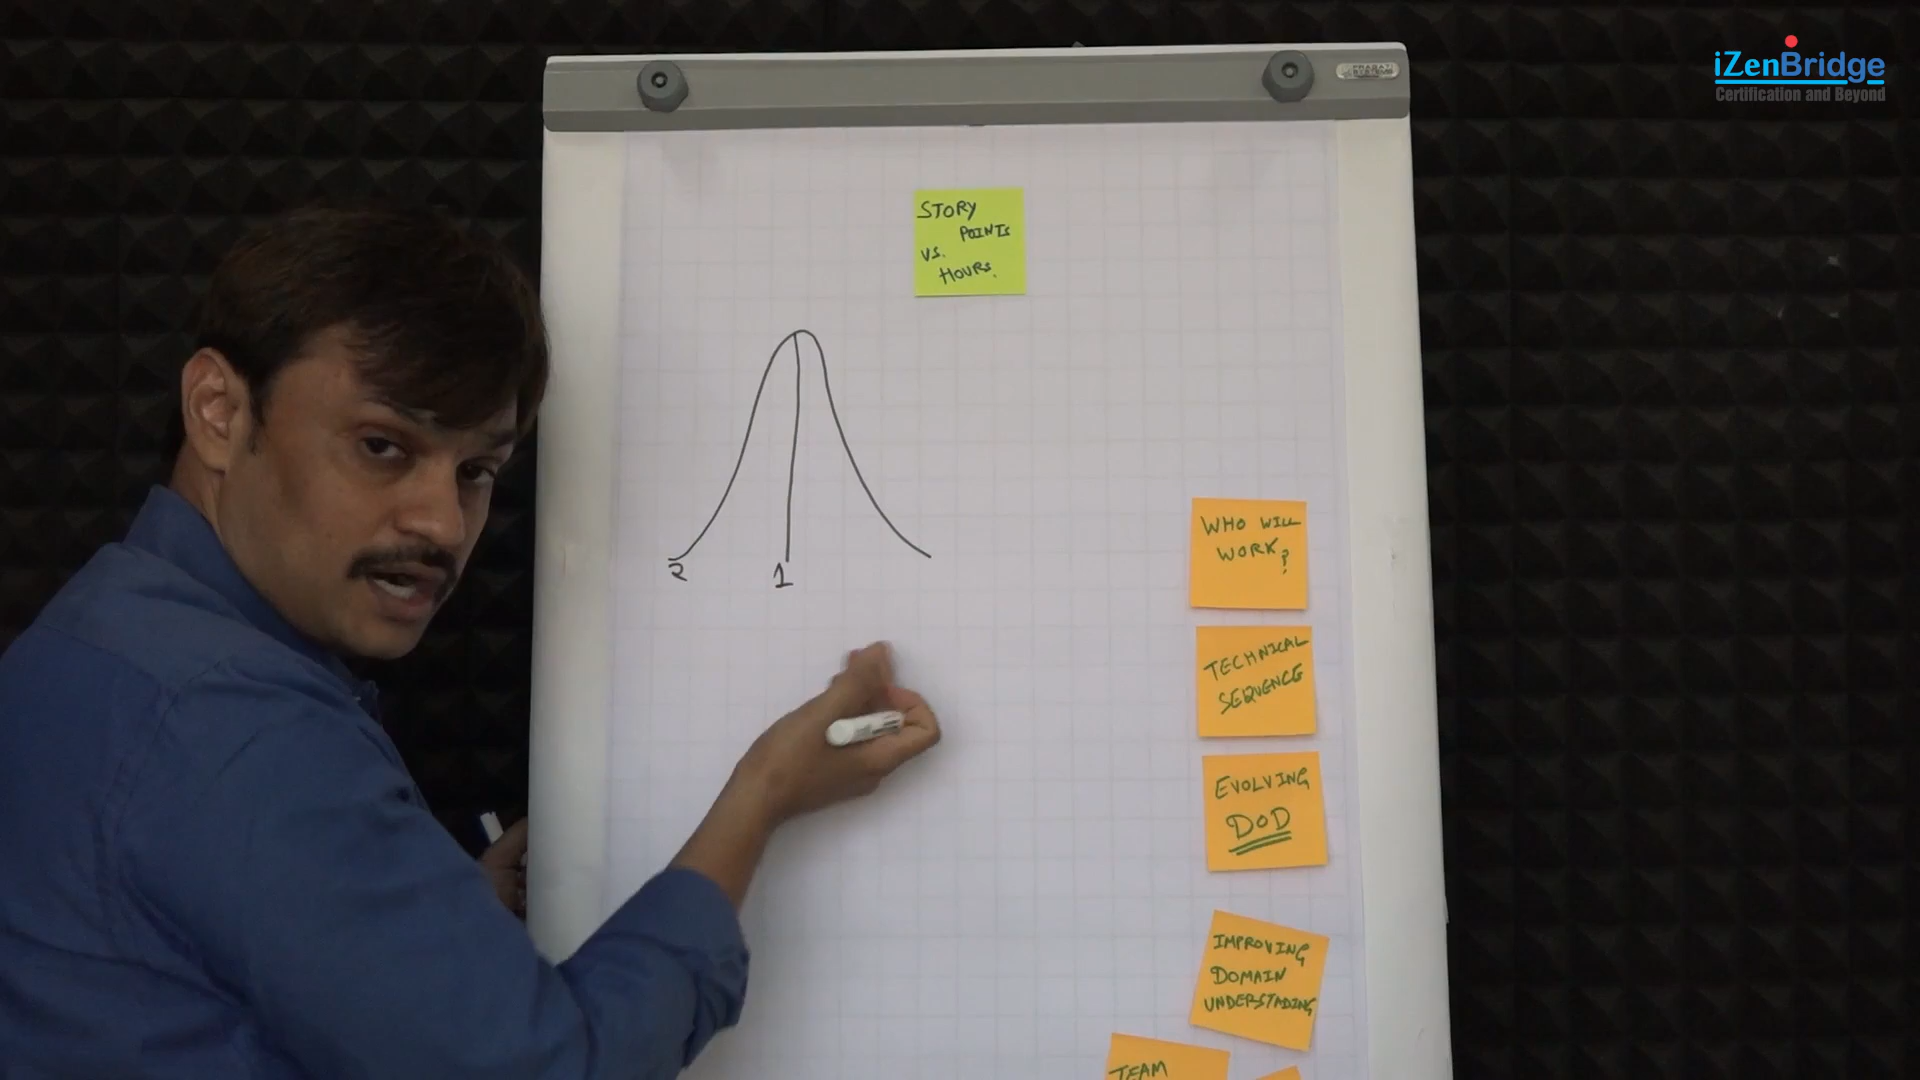 iZenBridge
Certification and Beyond
STORY
POINTS
VS.
HOURS.
2
1
WHO WILL
WORK?
TECHNICAL
SEQUENCE
EVOLVING
DOD
IMPROVING
DOMAIN
UNDERSTADING
TEAM